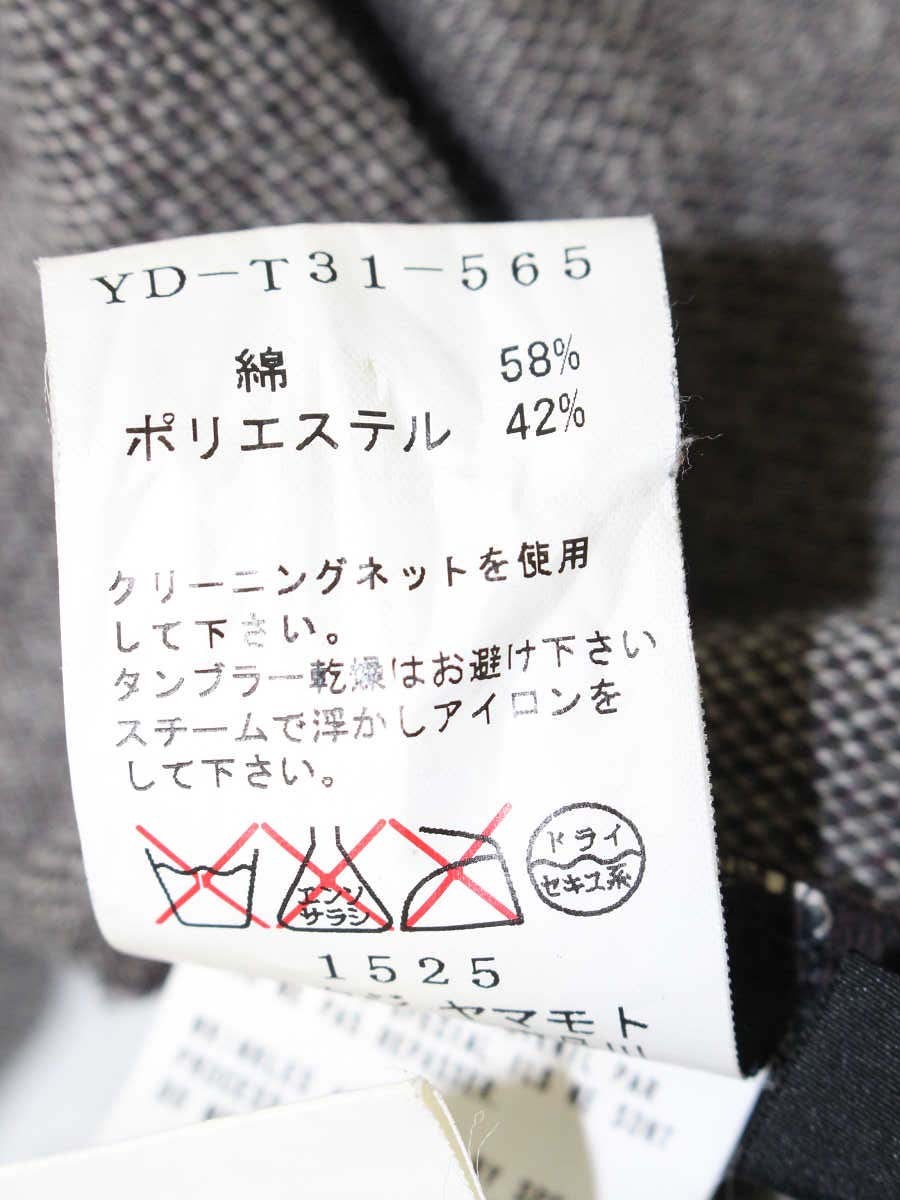 YD-T31-565
綿 58%
ポリエステル 42%
クリーニングネットを使用
して下さい。
タンブラー乾燥はお避け下さい
スチームで浮かしアイロンを
して下さい。
エンソ
サラシ
ドライ
セキユ系
1525
ヤマモト
PAR
NO HOLES